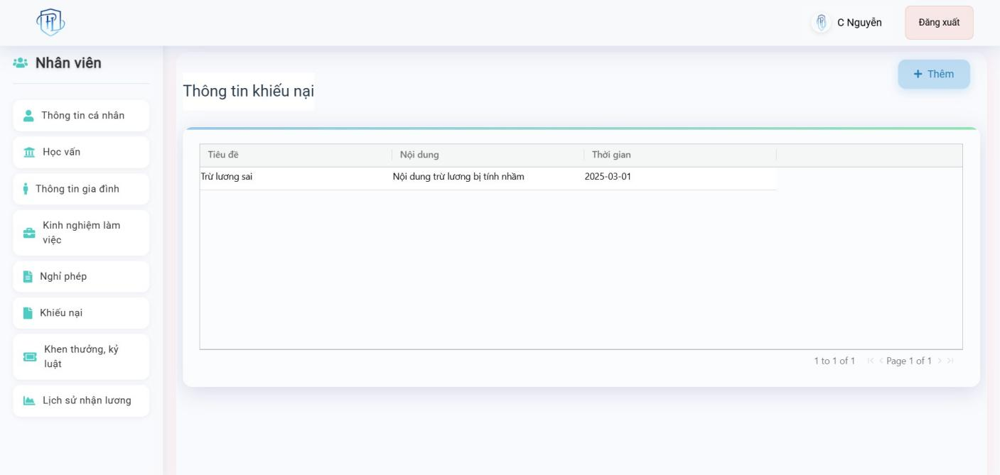 C Nguyễn
Đăng xuất
Nhân viên
Thông tin cá nhân
Học vấn
Thông tin gia đình
Kinh nghiệm làm
việc
Nghỉ phép
Khiếu nại
Khen thưởng, kỷ
luật
Lịch sử nhận lương
Thêm
Thông tin khiếu nại
Tiêu đề Nội dung Thời gian
Trừ lương sai Nội dung trừ lương bị tính nhầm 2025-03-01
1 to 1 of 1 Page 1 of 1